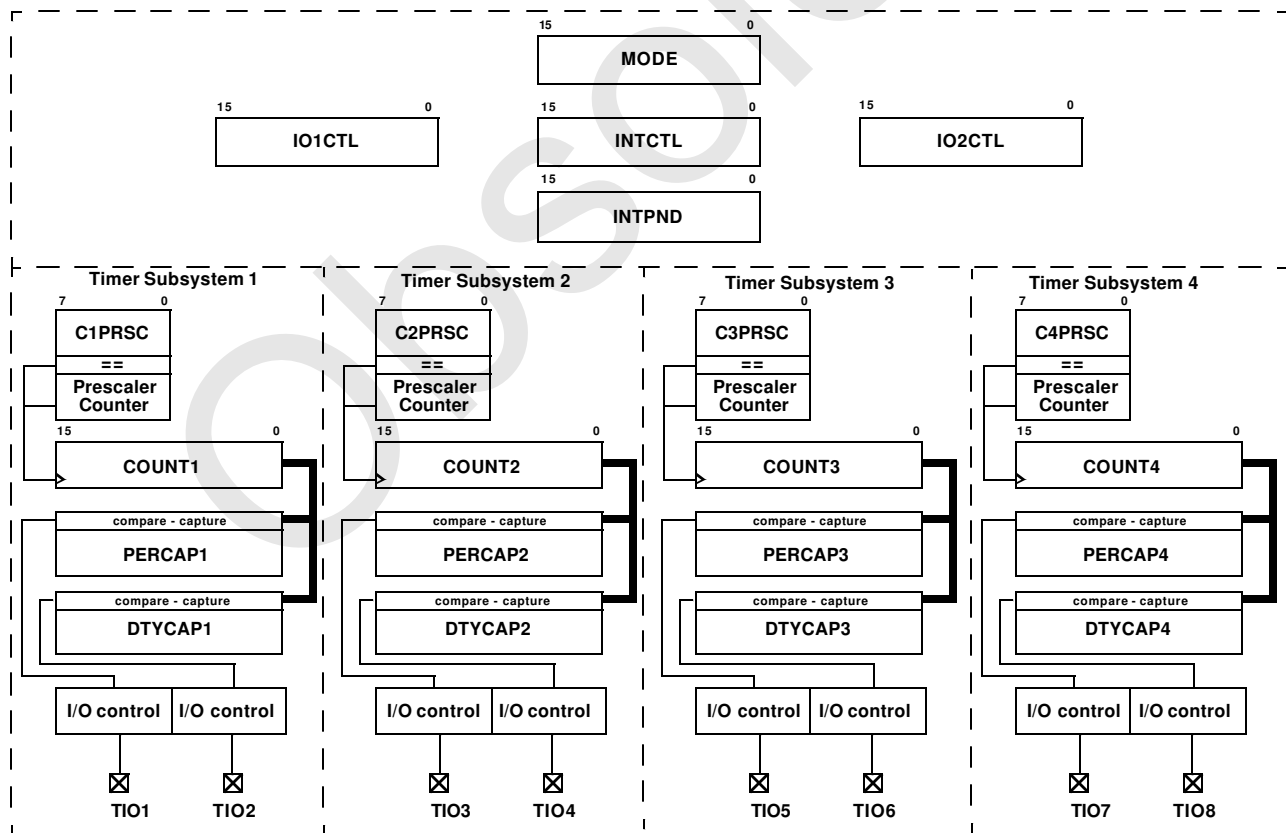 15 0
MODE
15 0 15 0 15 0
IO1CTL INTCTL IO2CTL
15 0
INTPND
Timer Subsystem 1 Timer Subsystem 2 Timer Subsystem 3 Timer Subsystem 4
7 0 7 0 7 0 7 0
C1PRSC C2PRSC C3PRSC C4PRSC
== == == ==
Prescaler Prescaler Prescaler Prescaler
Counter Counter Counter Counter
15 0 15 0 15 0 15 0
COUNT1 COUNT2 COUNT3 COUNT4
compare - capture compare - capture compare - capture compare - capture
PERCAP1 PERCAP2 PERCAP3 PERCAP4
compare - capture compare - capture compare - capture compare - capture
DTYCAP1 DTYCAP2 DTYCAP3 DTYCAP4
I/O control I/O control I/O control I/O control I/O control I/O control I/O control I/O control
TIO1 TIO2 TIO3 TIO4 TIO5 TIO6 TIO7 TIO8